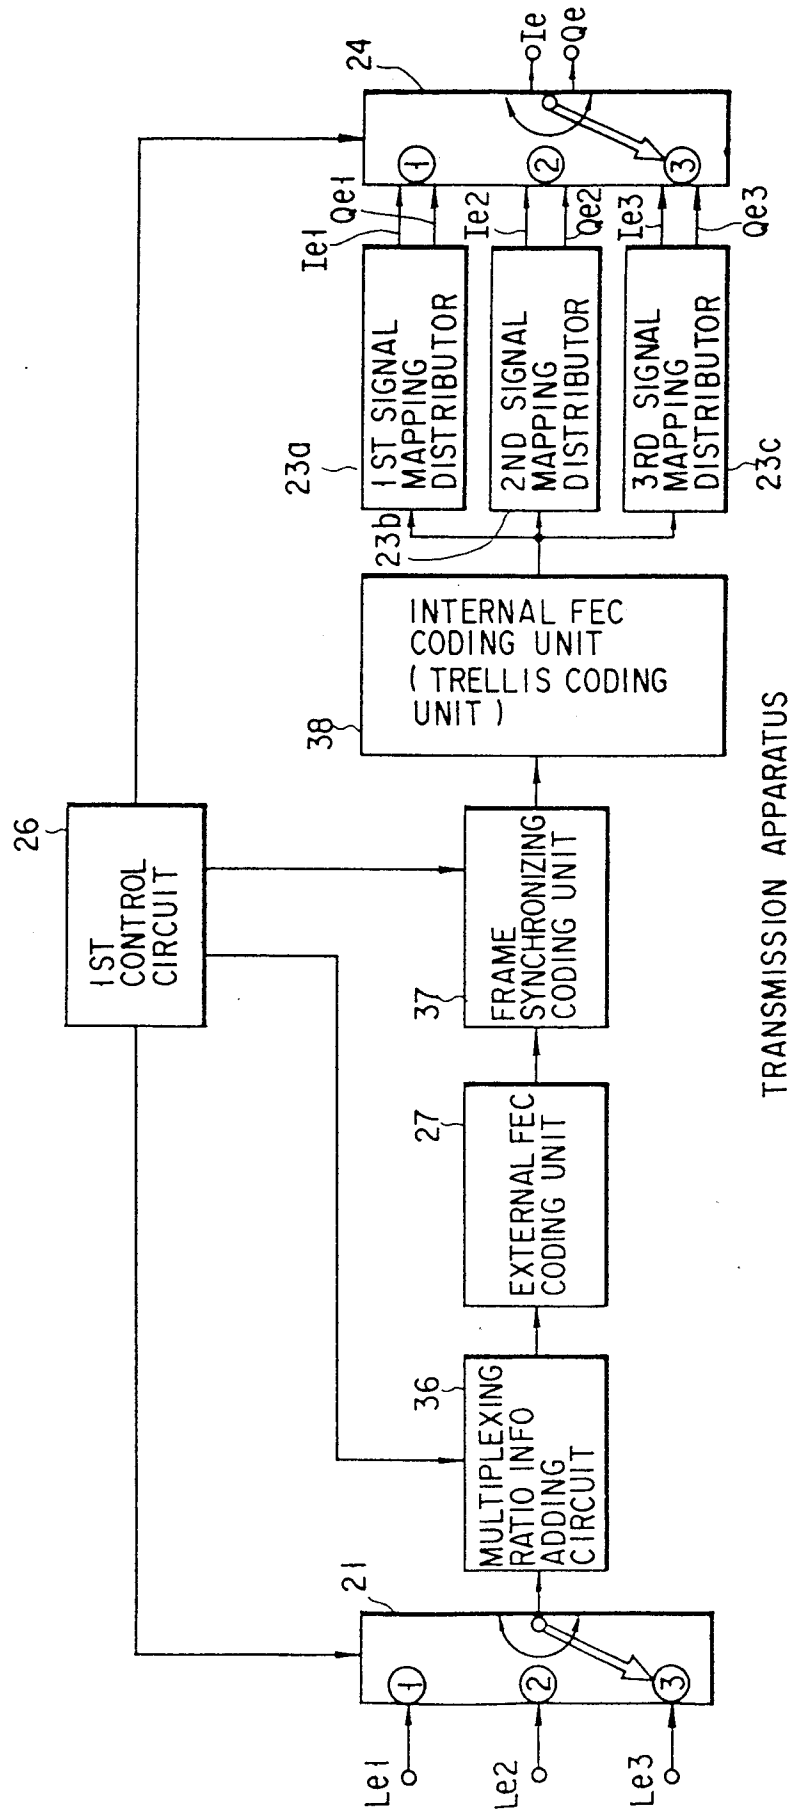 26
1ST
CONTROL
CIRCUIT
Le1
Le2
Le3
21
1
2
3
36
MULTIPLEXING
RATIO INFO
ADDING
CIRCUIT
27
EXTERNAL FEC
CODING UNIT
37
FRAME
SYNCHRONIZING
CODING UNIT
38
INTERNAL FEC
CODING UNIT
(TRELLIS CODING
UNIT)
23a
1ST SIGNAL
MAPPING
DISTRIBUTOR
23b
2ND SIGNAL
MAPPING
DISTRIBUTOR
3RD SIGNAL
MAPPING
DISTRIBUTOR
23c
Ie1
Qe1
Ie2
Qe2
Ie3
Qe3
24
1
2
3
Ie
Qe
TRANSMISSION APPARATUS